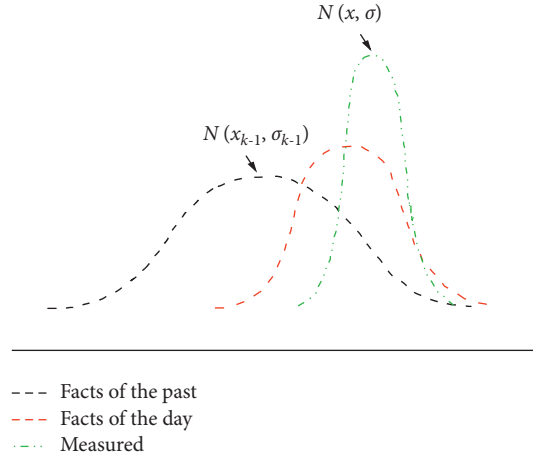 N (x, σ)
N (xₖ₋₁, σₖ₋₁)
Facts of the past
Facts of the day
Measured